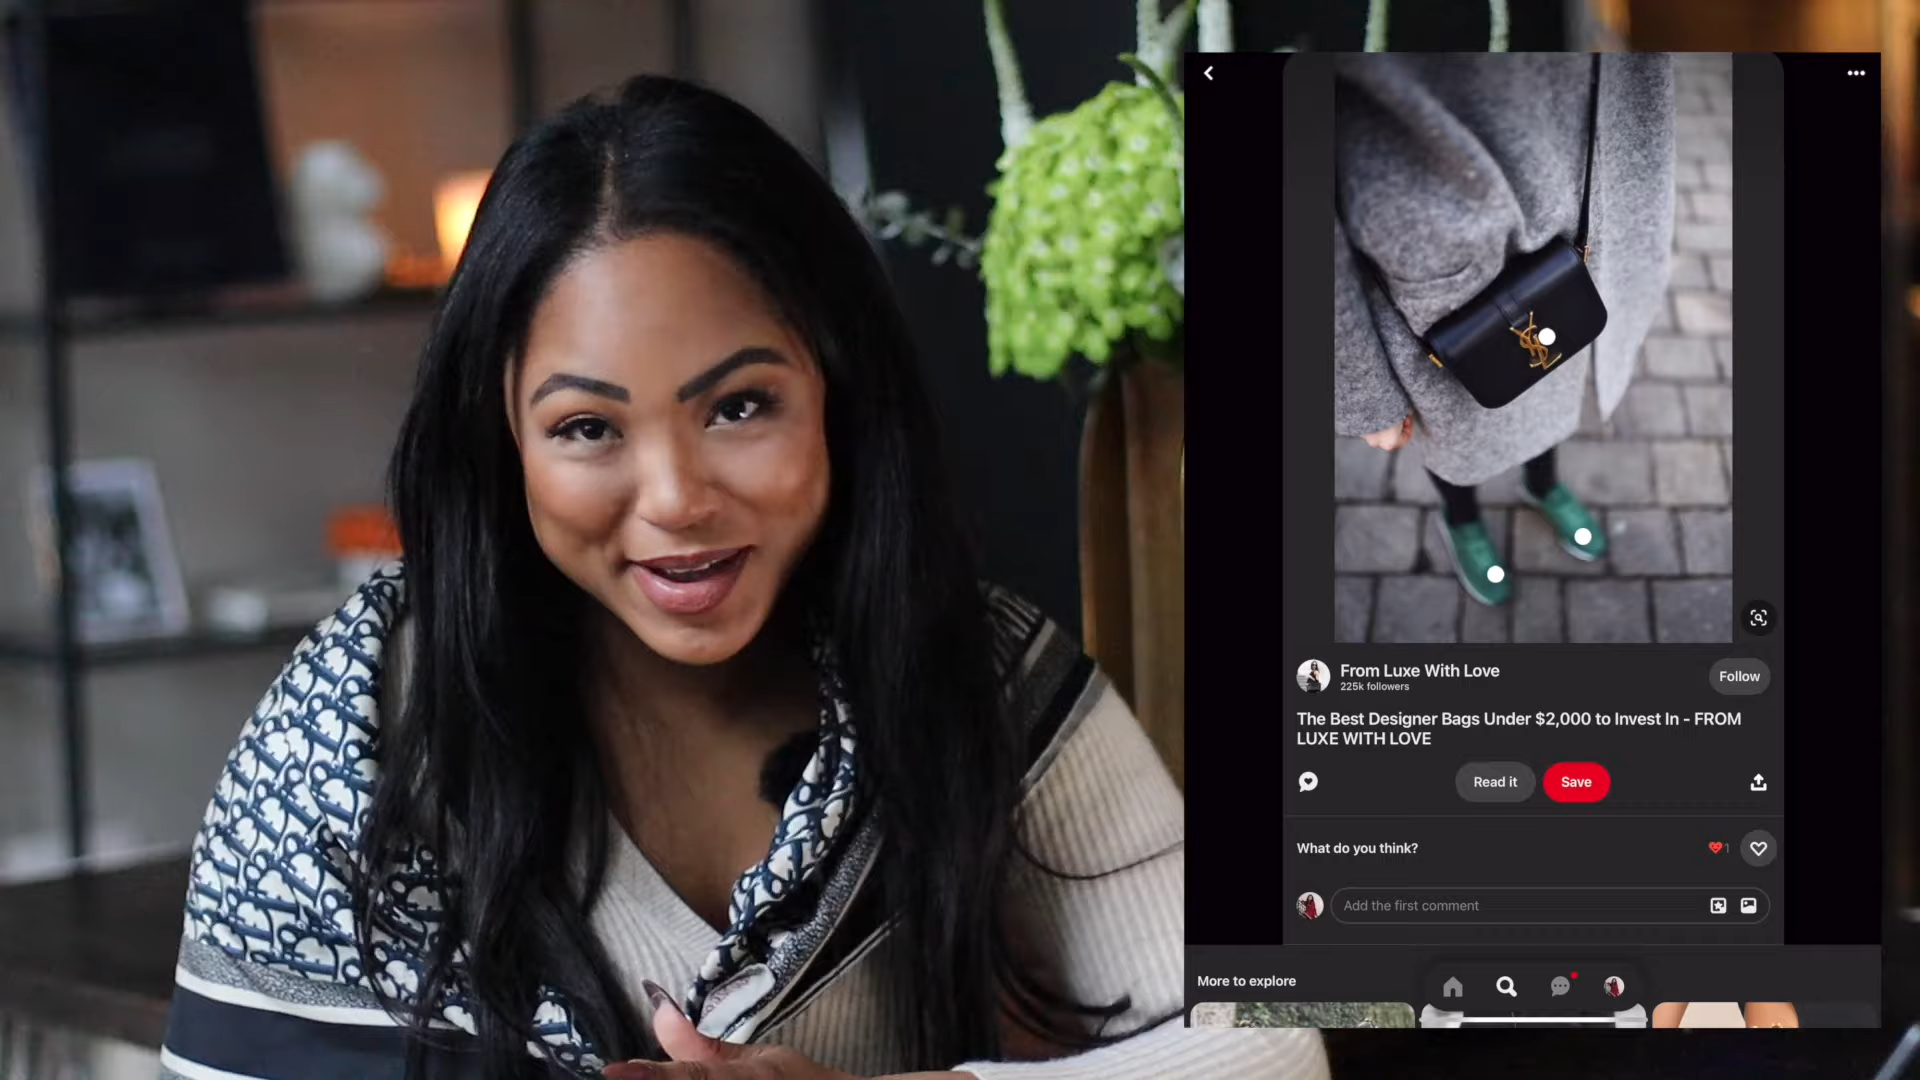 YSL
From Luxe With Love
225k followers
Follow
The Best Designer Bags Under $2,000 to Invest In - FROM
LUXE WITH LOVE
Read it
Save
What do you think?
1
Add the first comment
More to explore